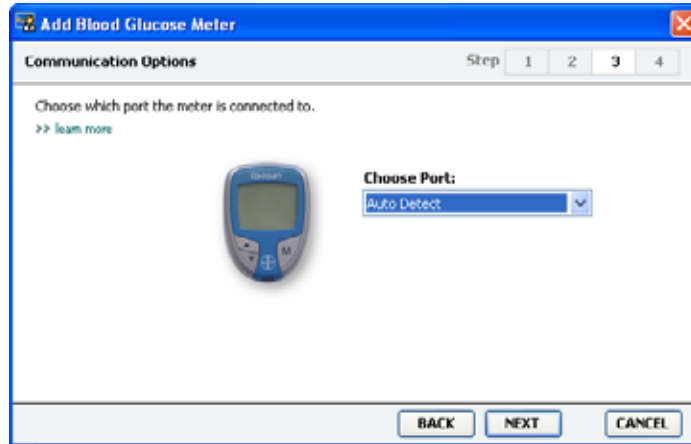 Add Blood Glucose Meter
Communication Options
Step 1 2 3 4
Choose which port the meter is connected to.
>> learn more
Contour
Choose Port:
Auto Detect
M
BACK NEXT CANCEL